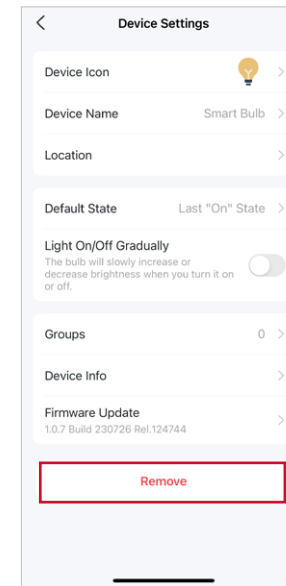 Device Settings
Device Icon
Device Name Smart Bulb
Location
Default State Last "On" State
Light On/Off Gradually
The bulb will slowly increase or
decrease brightness when you turn it on
or off.
Groups 0
Device Info
Firmware Update
1.0.7 Build 230726 Rel.124744
Remove